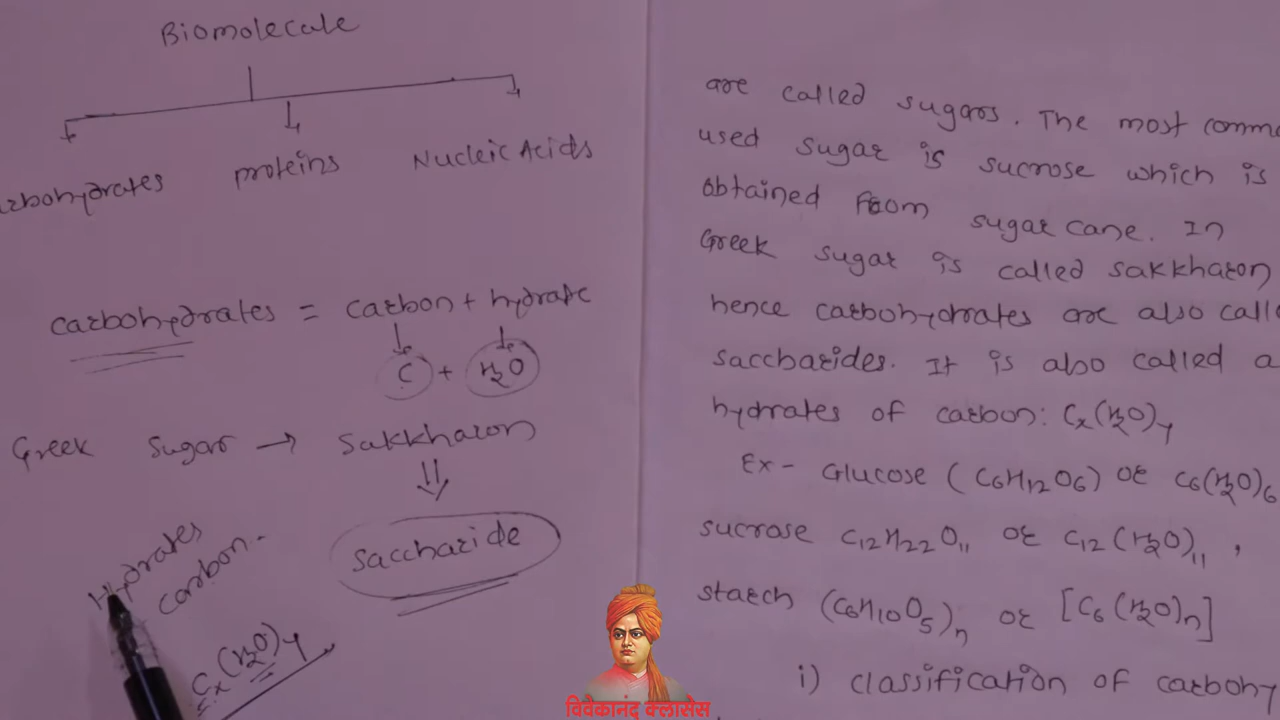 Biomolecule
arbohydrates proteins Nucleic Acids
carbohydrates = carbon + hydrate
C + H2O
Greek Sugar → Sakkharon
Saccharide
Hydrates
carbon.
Cx(H2O)y
are called sugars. The most comm
used sugar is sucrose which is
obtained from sugar cane. In
Greek sugar is called sakkharon,
hence carbohydrates are also calle
saccharides. It is also called a
hydrates of carbon: Cx(H2O)y
Ex - Glucose (C6H12O6) or C6(H2O)6
sucrose C12H22O11 or C12(H2O)11,
starch (C6H10O5)n or [C6(H2O)n]
i) classification of carbohy
विवेकानंद क्लासेस